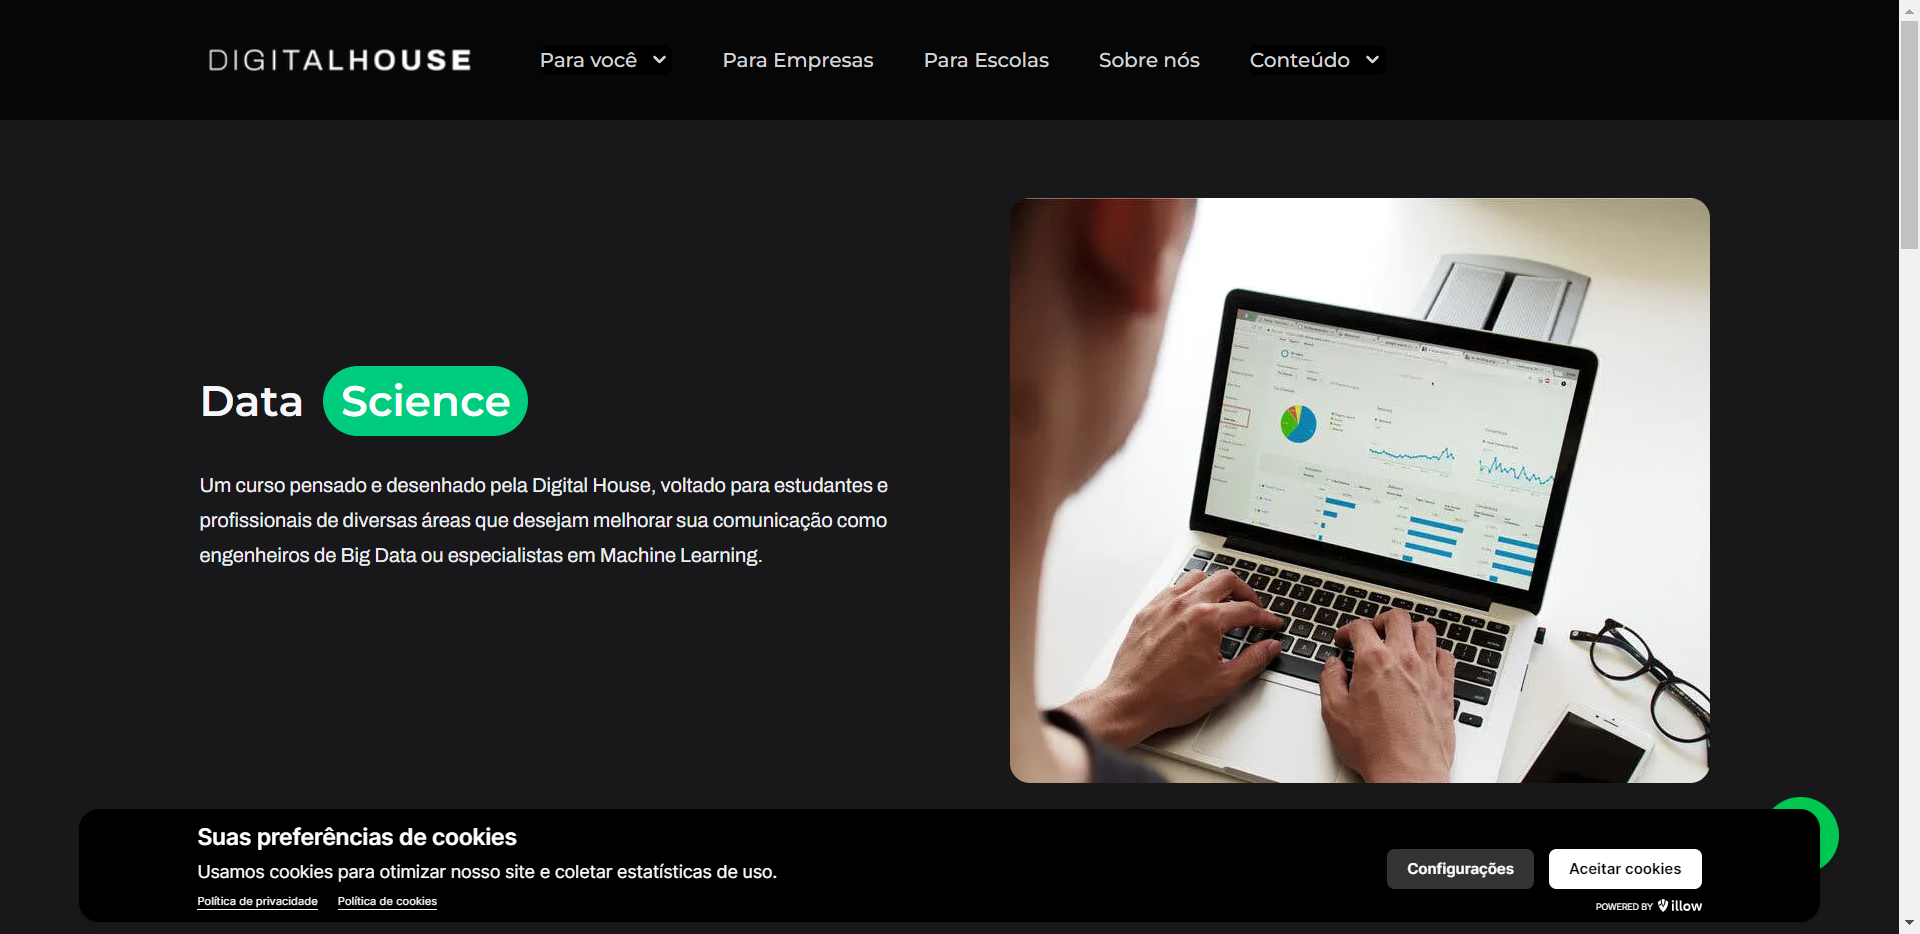 DIGITALHOUSE
Para você
Para Empresas
Para Escolas
Sobre nós
Conteúdo
Data Science
Um curso pensado e desenhado pela Digital House, voltado para estudantes e
profissionais de diversas áreas que desejam melhorar sua comunicação como
engenheiros de Big Data ou especialistas em Machine Learning.
Suas preferências de cookies
Usamos cookies para otimizar nosso site e coletar estatísticas de uso.
Política de privacidade
Política de cookies
Configurações
Aceitar cookies
POWERED BY illow